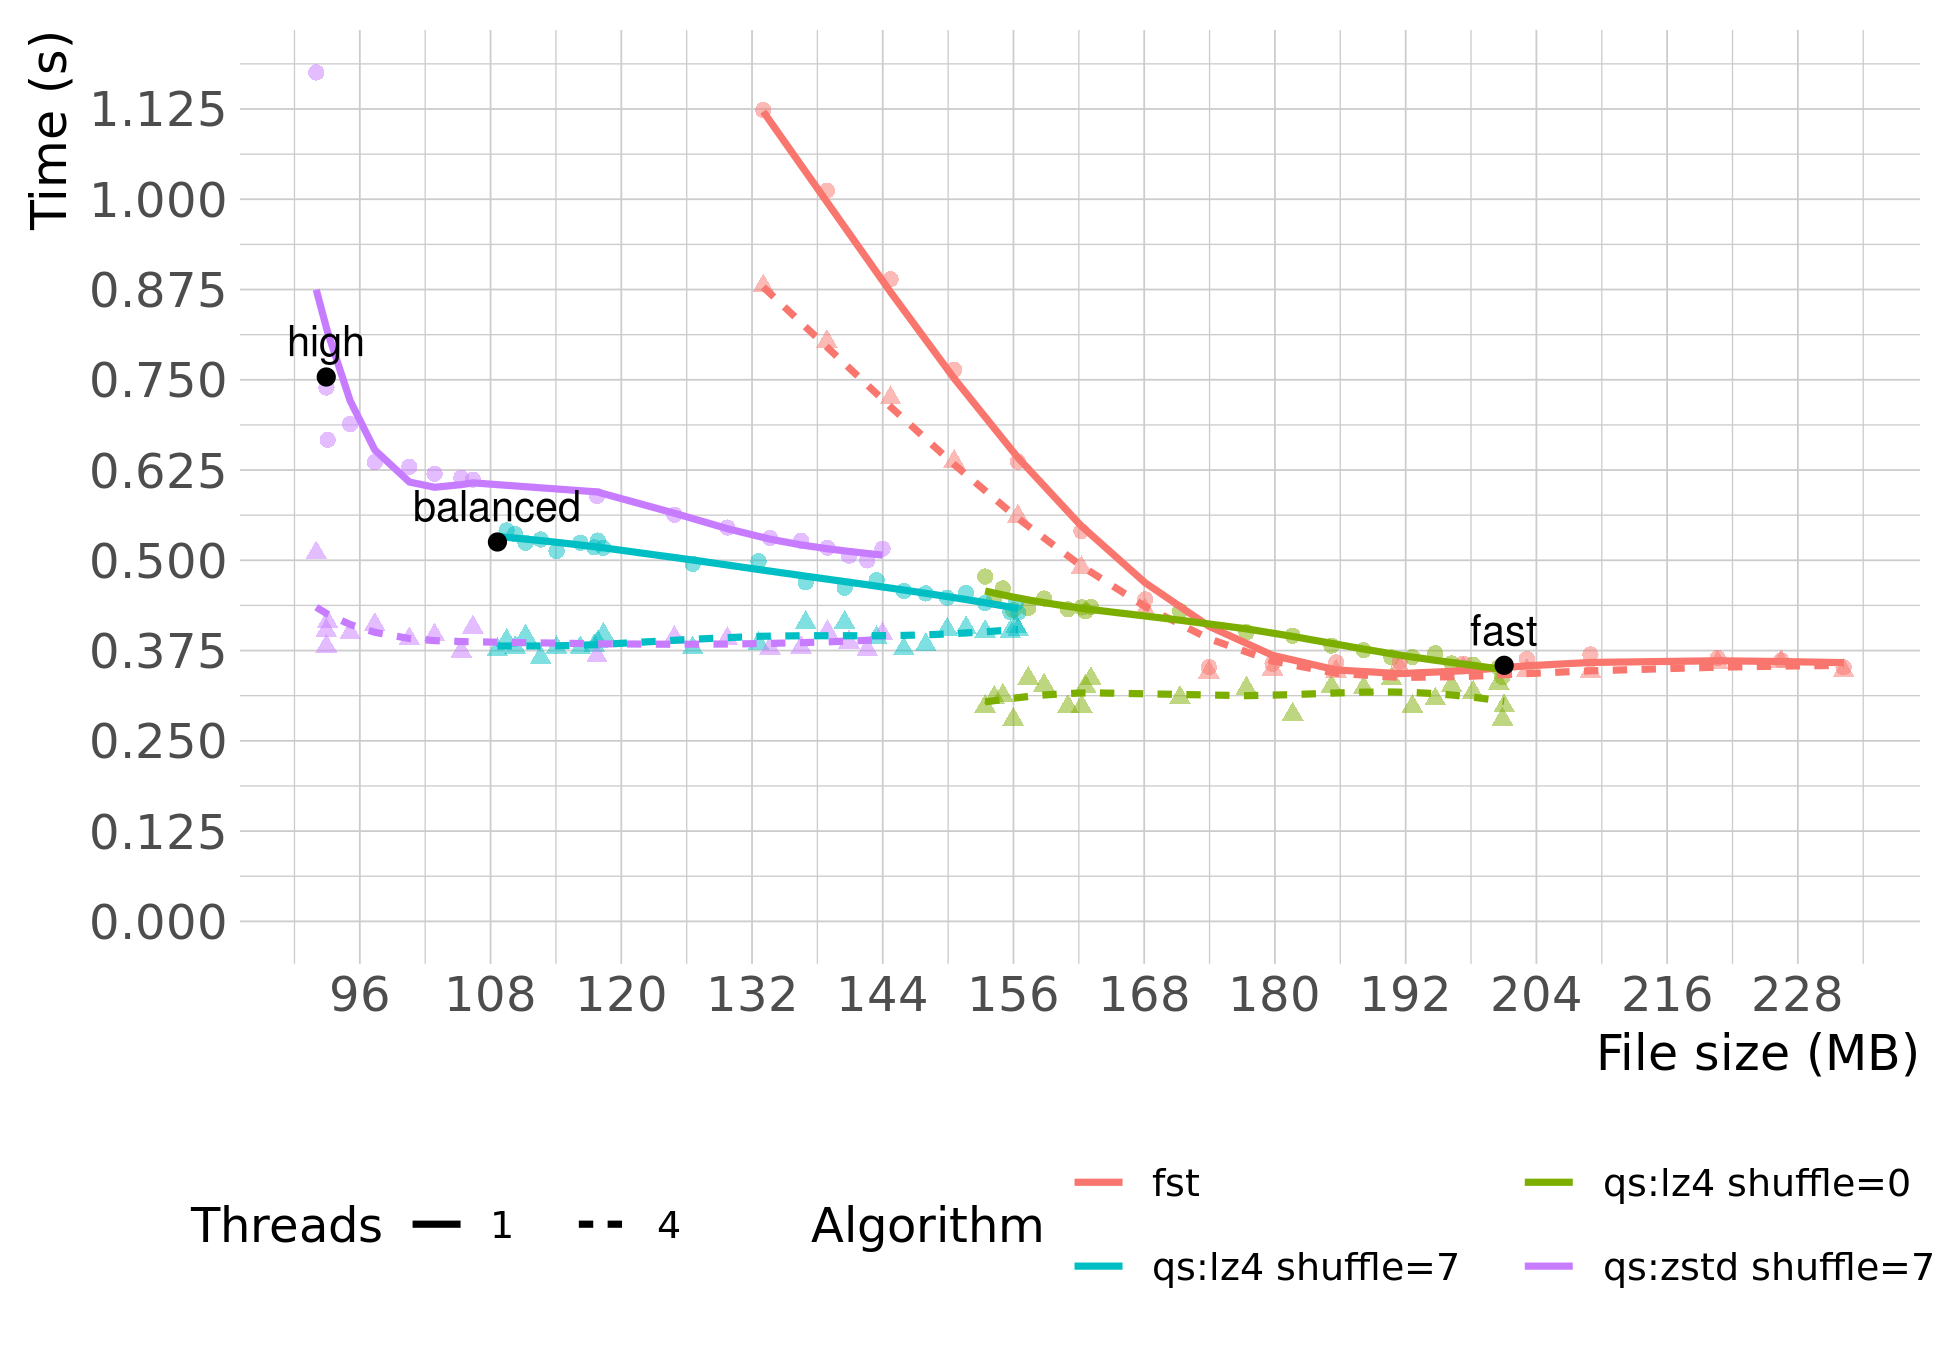 Time (s)
1.125
1.000
0.875
high
0.750
0.625
balanced
0.500
fast
0.375
0.250
0.125
0.000
96 108 120 132 144 156 168 180 192 204 216 228
File size (MB)
Threads 1 4 Algorithm
fst qs:lz4 shuffle=0
qs:lz4 shuffle=7 qs:zstd shuffle=7